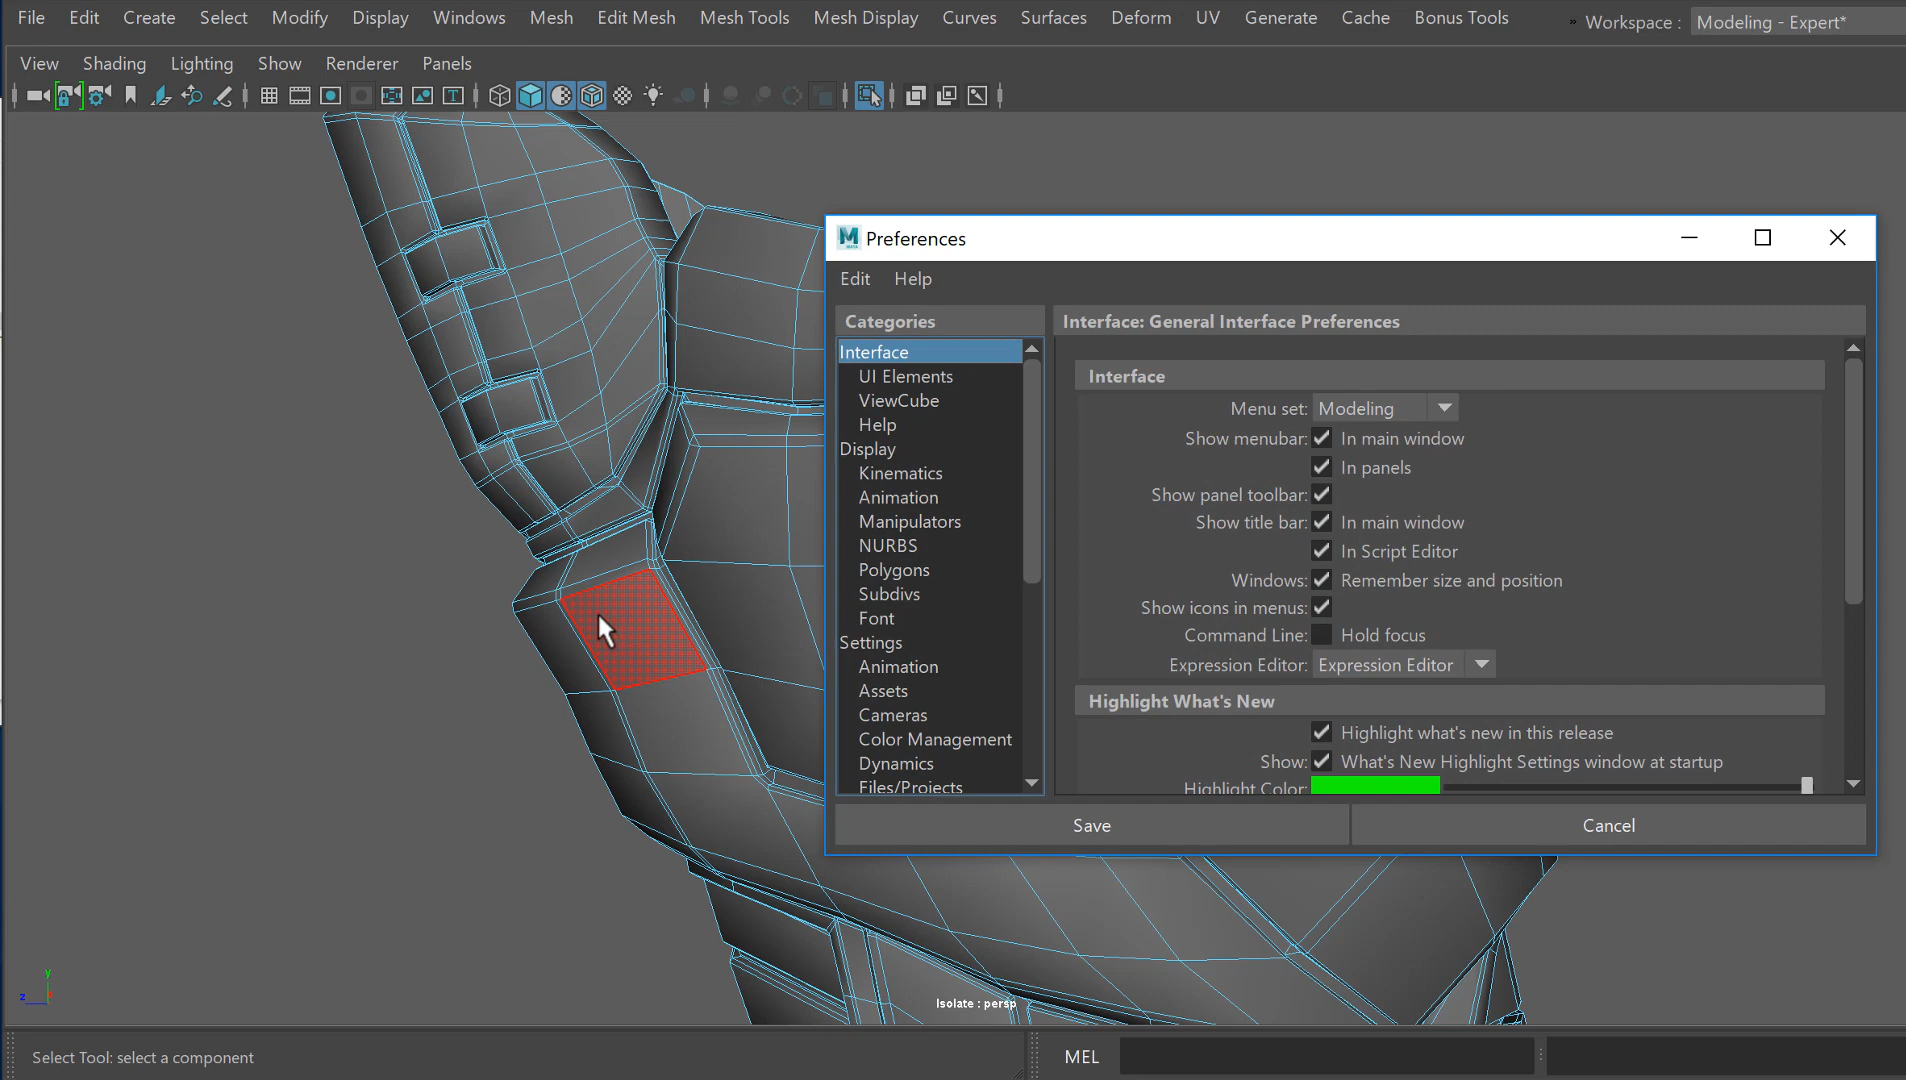 File Edit Create Select Modify Display Windows Mesh Edit Mesh Mesh Tools Mesh Display Curves Surfaces Deform UV Generate Cache Bonus Tools » Workspace : Modeling - Expert*
View Shading Lighting Show Renderer Panels
Preferences
Edit Help
Categories
Interface
UI Elements
ViewCube
Help
Display
Kinematics
Animation
Manipulators
NURBS
Polygons
Subdivs
Font
Settings
Animation
Assets
Cameras
Color Management
Dynamics
Files/Projects
Interface: General Interface Preferences
Interface
Menu set: Modeling
Show menubar: In main window
In panels
Show panel toolbar:
Show title bar: In main window
In Script Editor
Windows: Remember size and position
Show icons in menus:
Command Line: Hold focus
Expression Editor: Expression Editor
Highlight What's New
Highlight what's new in this release
Show: What's New Highlight Settings window at startup
Highlight Color:
Save Cancel
y
z
Isolate : persp
Select Tool: select a component MEL